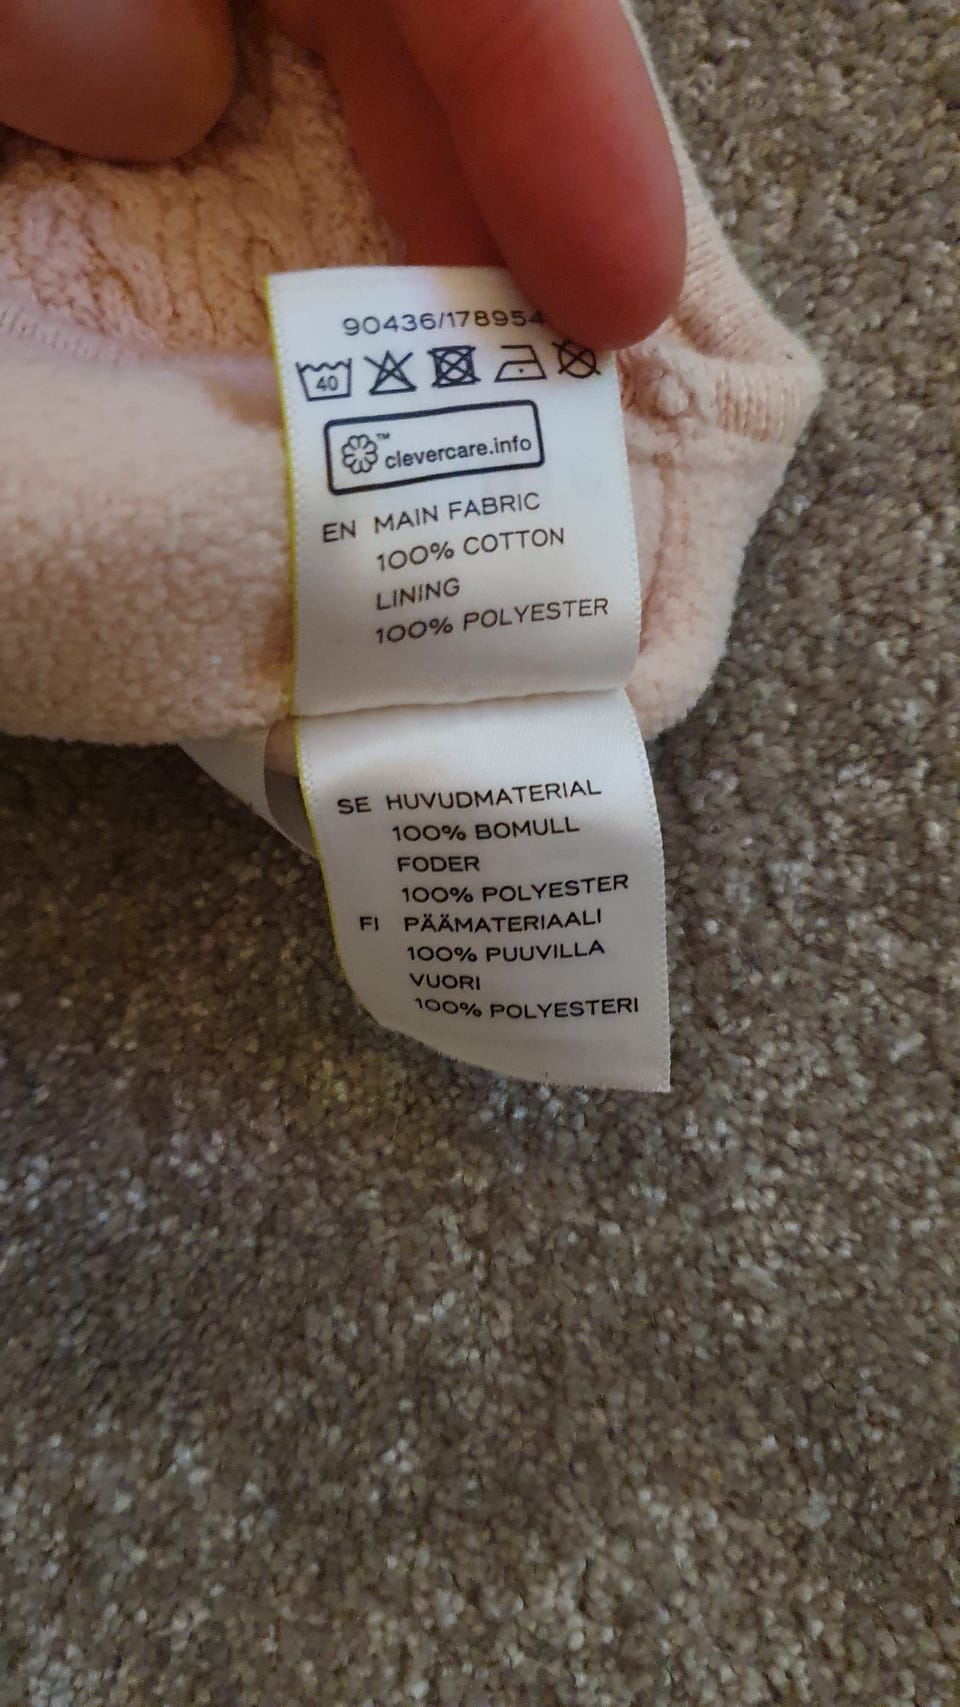 90436/178954
40
™
clevercare.info
EN MAIN FABRIC
100% COTTON
LINING
100% POLYESTER
SE HUVUDMATERIAL
100% BOMULL
FODER
100% POLYESTER
FI PÄÄMATERIAALI
100% PUUVILLA
VUORI
100% POLYESTERI